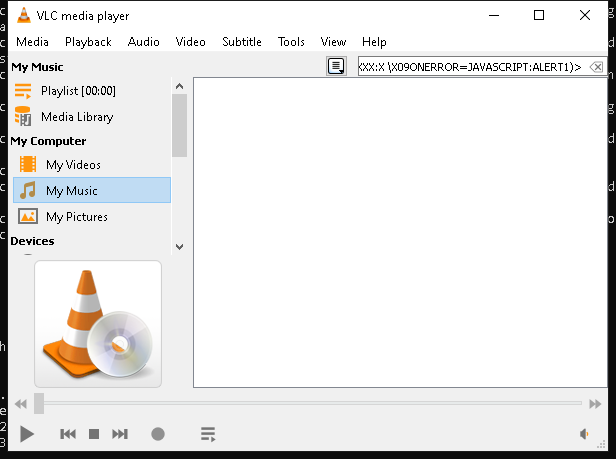 VLC media player
Media Playback Audio Video Subtitle Tools View Help
My Music
XXX:X \X09ONERROR=JAVASCRIPT:ALERT1)>
Playlist [00:00]
Media Library
My Computer
My Videos
My Music
My Pictures
Devices